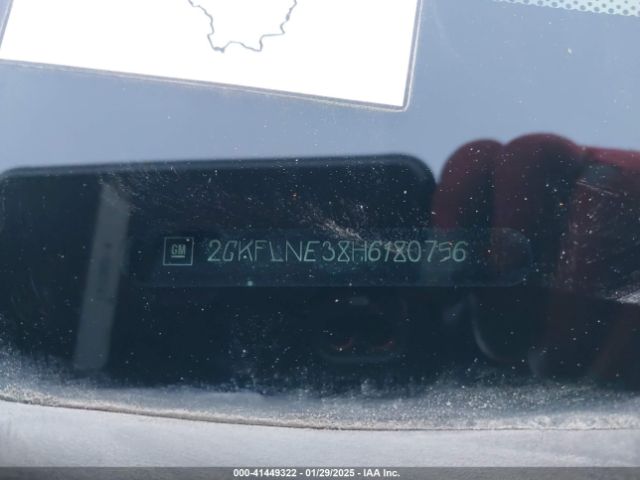 GM 2GKFLNE38H6180756
000-41449322 | 01/29/2025 - IAA Inc.